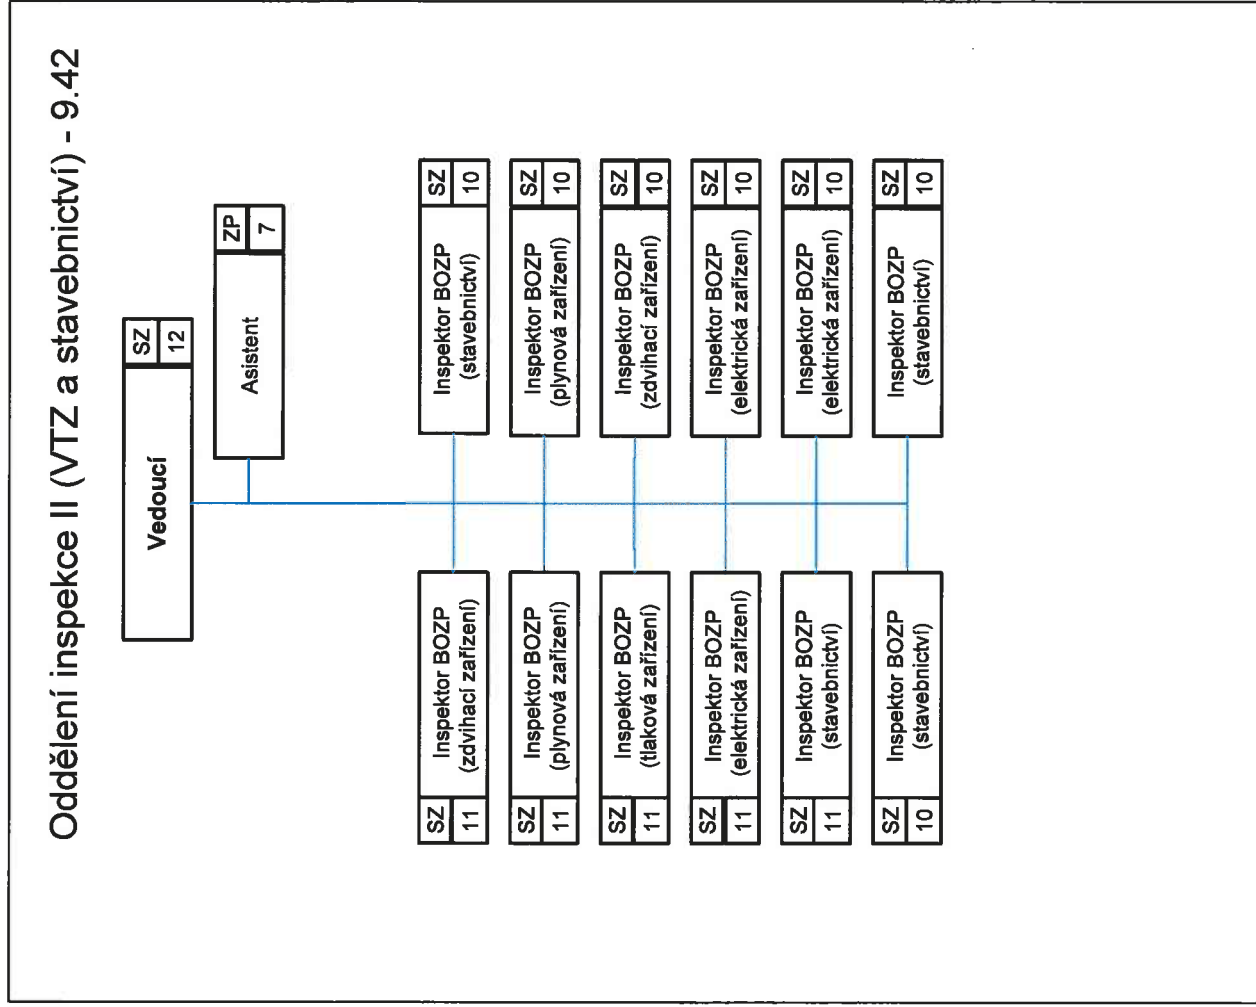 Oddělení inspekce II (VTZ a stavebnictví) - 9.42
Vedoucí
SZ
12
Asistent
ZP
7
SZ
11
Inspektor BOZP
(zdvihací zařízení)
Inspektor BOZP
(stavebnictví)
SZ
10
SZ
11
Inspektor BOZP
(plynová zařízení)
Inspektor BOZP
(plynová zařízení)
SZ
10
SZ
11
Inspektor BOZP
(tlaková zařízení)
Inspektor BOZP
(zdvihací zařízení)
SZ
10
SZ
11
Inspektor BOZP
(elektrická zařízení)
Inspektor BOZP
(elektrická zařízení)
SZ
10
SZ
11
Inspektor BOZP
(stavebnictví)
Inspektor BOZP
(elektrická zařízení)
SZ
10
SZ
10
Inspektor BOZP
(stavebnictví)
Inspektor BOZP
(stavebnictví)
SZ
10